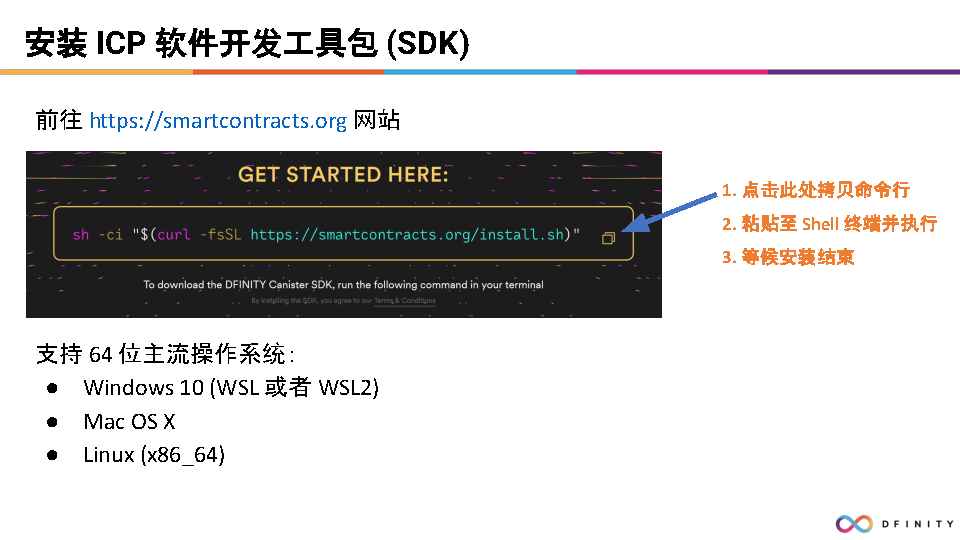 安装 ICP 软件开发工具包 (SDK)
前往 https://smartcontracts.org 网站
GET STARTED HERE:
sh -ci "$(curl -fsSL https://smartcontracts.org/install.sh)"
To download the DFINITY Canister SDK, run the following command in your terminal
By installing the SDK, you agree to our Terms & Conditions
1. 点击此处拷贝命令行
2. 粘贴至 Shell 终端并执行
3. 等候安装结束
支持 64 位主流操作系统：
● Windows 10 (WSL 或者 WSL2)
● Mac OS X
● Linux (x86_64)
DFINITY